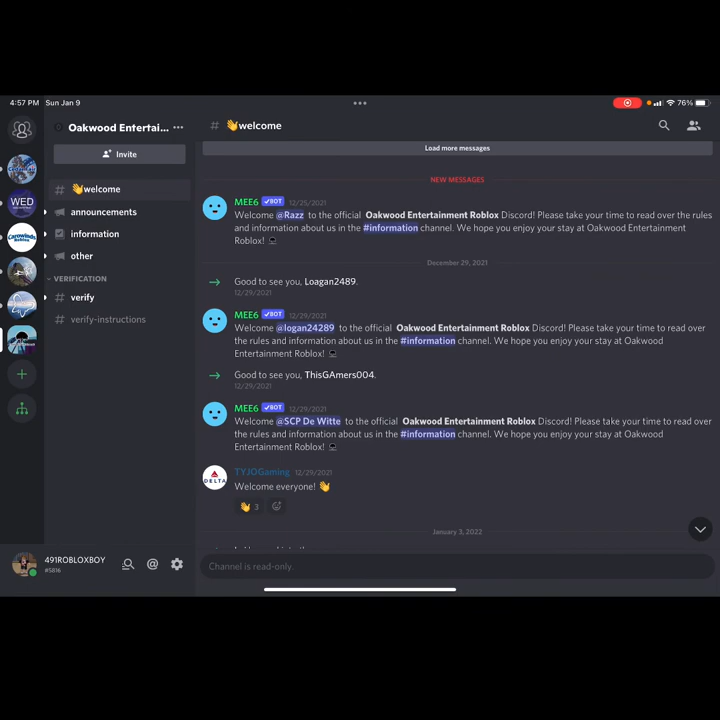 4:57 PM Sun Jan 9
76%
Oakwood Entertai...
Invite
👋welcome
announcements
information
other
VERIFICATION
verify
verify-instructions
WED
Carowinds
491ROBLOXBOY
#5816
# 👋welcome
Load more messages
NEW MESSAGES
MEE6 ✓BOT 12/25/2021
Welcome @Razz to the official Oakwood Entertainment Roblox Discord! Please take your time to read over the rules
and information about us in the #information channel. We hope you enjoy your stay at Oakwood Entertainment
Roblox!
December 29, 2021
Good to see you, Loagan2489.
12/29/2021
MEE6 ✓BOT 12/29/2021
Welcome @logan24289 to the official Oakwood Entertainment Roblox Discord! Please take your time to read over
the rules and information about us in the #information channel. We hope you enjoy your stay at Oakwood
Entertainment Roblox!
Good to see you, ThisGAmers004.
12/29/2021
MEE6 ✓BOT 12/29/2021
Welcome @SCP De Witte to the official Oakwood Entertainment Roblox Discord! Please take your time to read over
the rules and information about us in the #information channel. We hope you enjoy your stay at Oakwood
Entertainment Roblox!
DELTA
TYJOGaming 12/29/2021
Welcome everyone! 👋
👋 3
January 3, 2022
Channel is read-only.